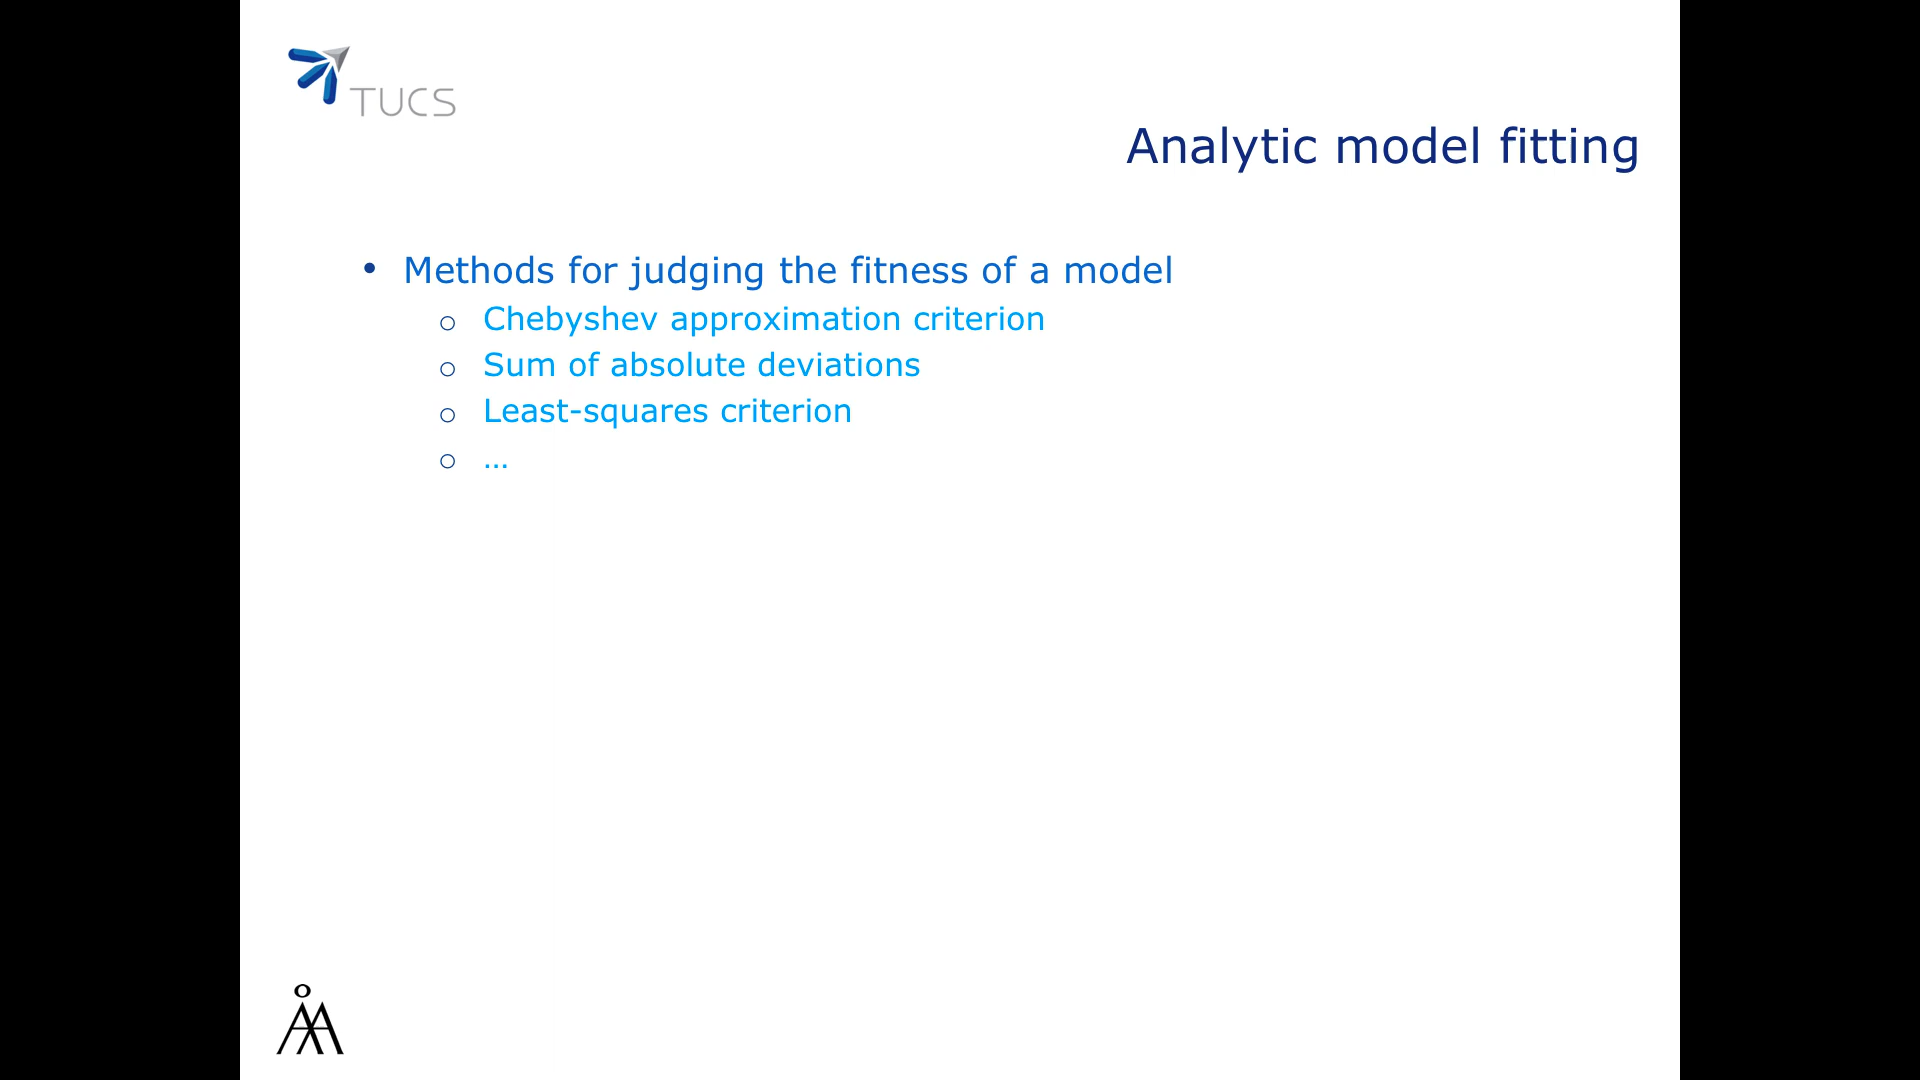 TUCS
Analytic model fitting
• Methods for judging the fitness of a model
o Chebyshev approximation criterion
o Sum of absolute deviations
o Least-squares criterion
o …